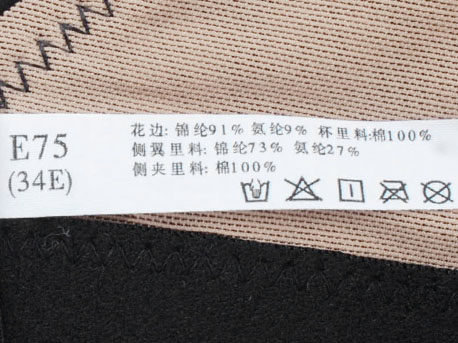 E75
(34E)
花边: 锦纶91% 氨纶9% 杯里料:棉100%
侧翼里料: 锦纶73% 氨纶27%
侧夹里料: 棉100%